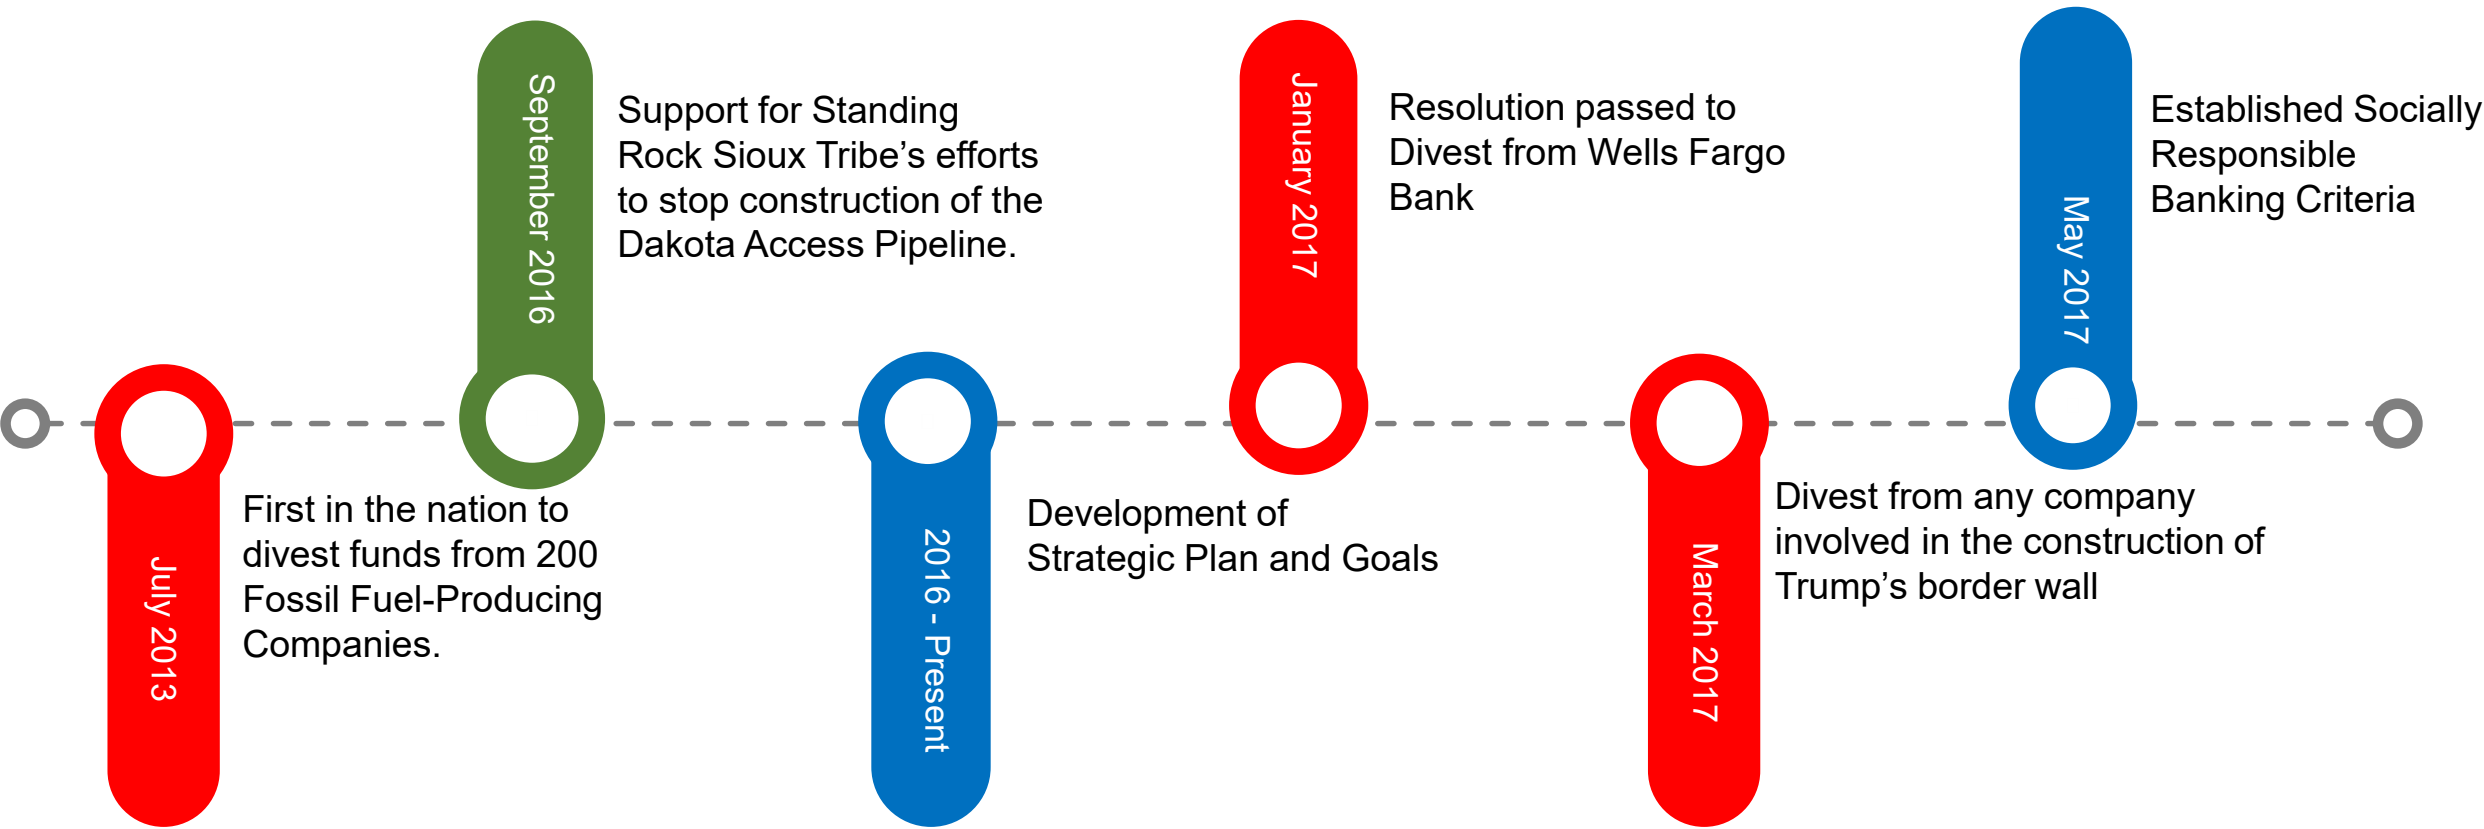 July 2013
First in the nation to
divest funds from 200
Fossil Fuel-Producing
Companies.
September 2016
Support for Standing
Rock Sioux Tribe’s efforts
to stop construction of the
Dakota Access Pipeline.
2016 - Present
Development of
Strategic Plan and Goals
January 2017
Resolution passed to
Divest from Wells Fargo
Bank
March 2017
Divest from any company
involved in the construction of
Trump’s border wall
May 2017
Established Socially
Responsible
Banking Criteria